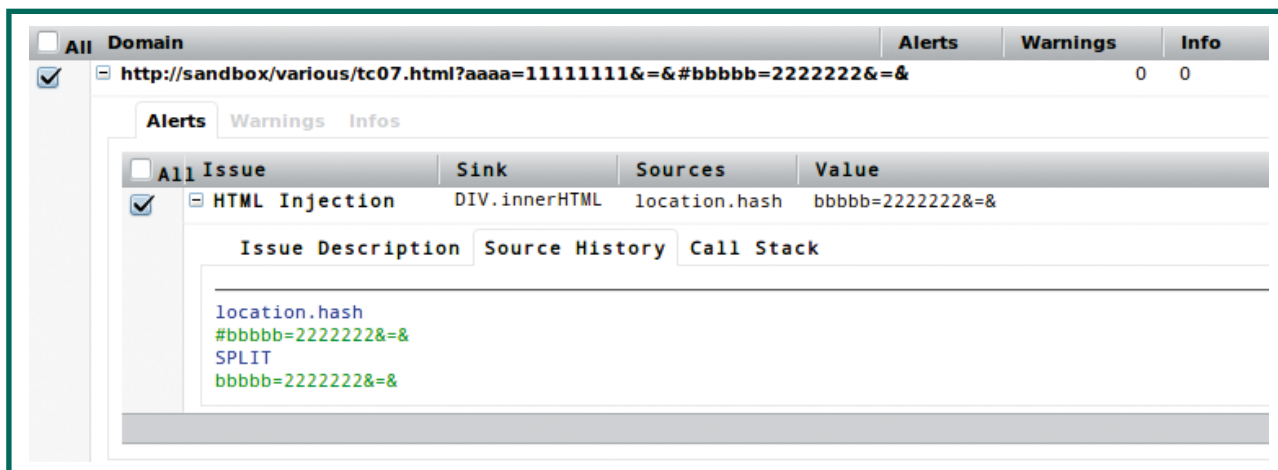 All Domain Alerts Warnings Info
http://sandbox/various/tc07.html?aaaa=11111111&=&#bbbbb=2222222&=& 0 0
Alerts Warnings Infos
All Issue Sink Sources Value
HTML Injection DIV.innerHTML location.hash bbbbb=2222222&=&
Issue Description Source History Call Stack
location.hash
#bbbbb=2222222&=&
SPLIT
bbbbb=2222222&=&